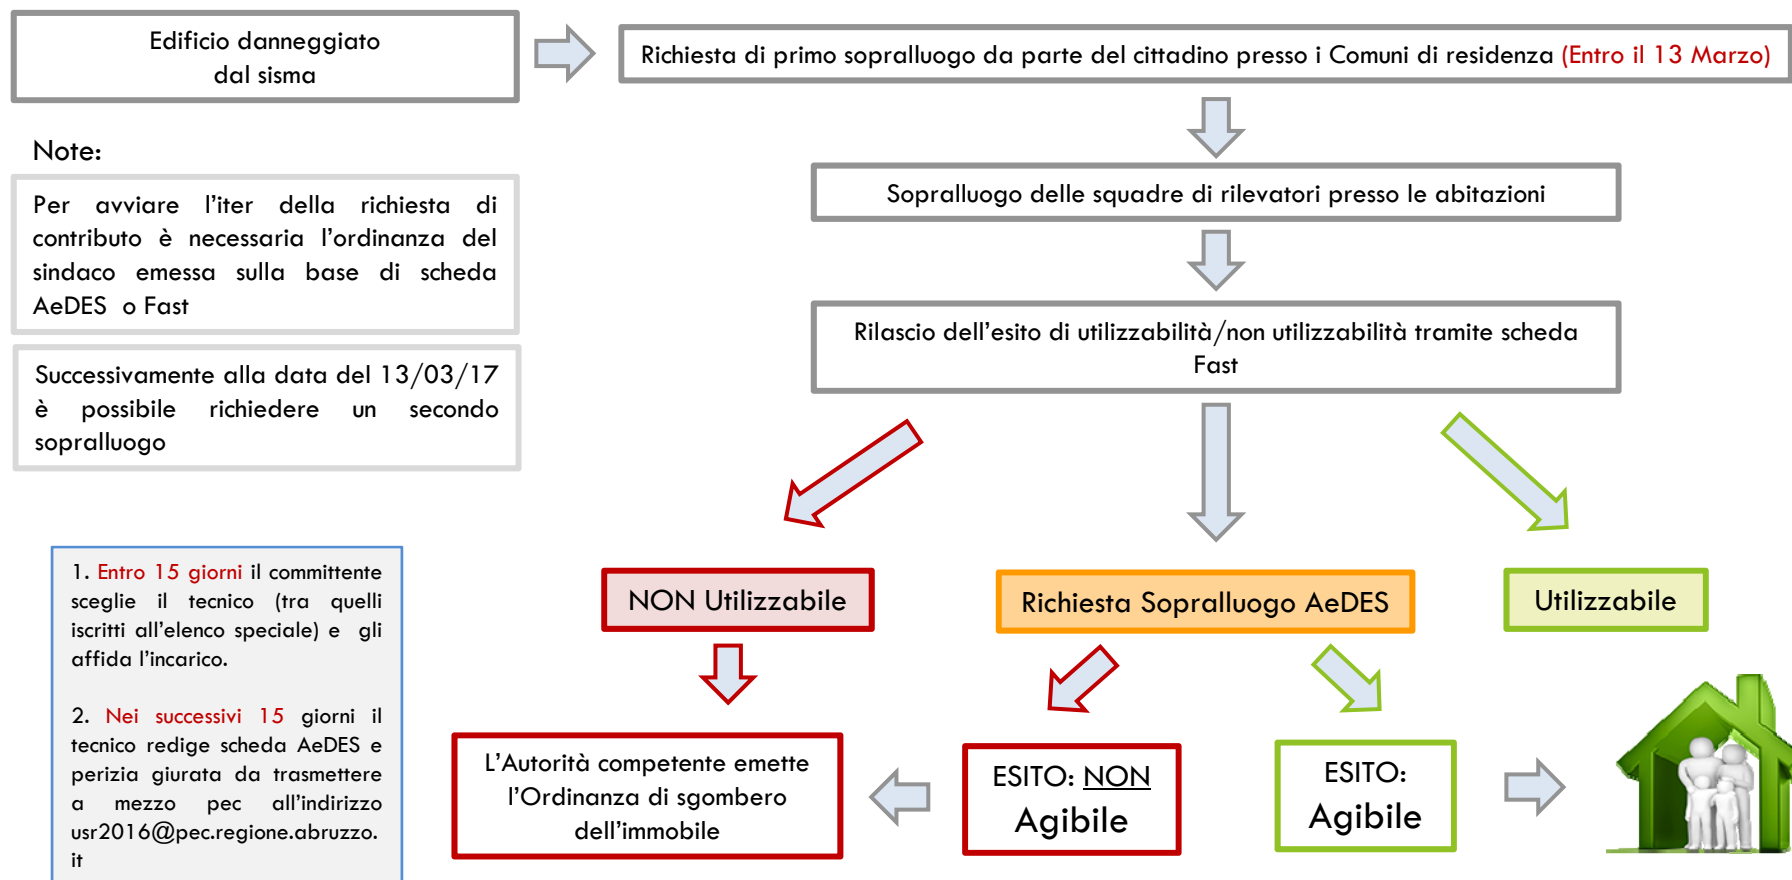 Edificio danneggiato
dal sisma
Richiesta di primo sopralluogo da parte del cittadino presso i Comuni di residenza (Entro il 13 Marzo)
Note:
Per avviare l'iter della richiesta di
contributo è necessaria l'ordinanza del
sindaco emessa sulla base di scheda
AeDES o Fast
Successivamente alla data del 13/03/17
è possibile richiedere un secondo
sopralluogo
Sopralluogo delle squadre di rilevatori presso le abitazioni
Rilascio dell'esito di utilizzabilità/non utilizzabilità tramite scheda
Fast
NON Utilizzabile
Richiesta Sopralluogo AeDES
Utilizzabile
1. Entro 15 giorni il committente
sceglie il tecnico (tra quelli
iscritti all'elenco speciale) e gli
affida l'incarico.
2. Nei successivi 15 giorni il
tecnico redige scheda AeDES e
perizia giurata da trasmettere
a mezzo pec all'indirizzo
usr2016@pec.regione.abruzzo.
it
L'Autorità competente emette
l'Ordinanza di sgombero
dell'immobile
ESITO: NON
Agibile
ESITO:
Agibile